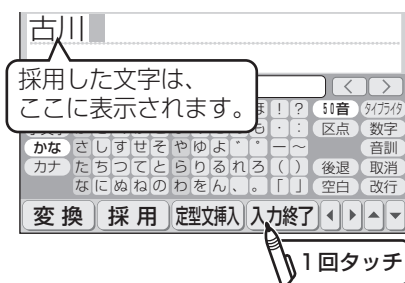 古川
採用した文字は、
ここに表示されます。
< >
ほ ! ? 50音 タイプライタ
も ・ : 区点 数字
かな さしすせそやゆよ゛゜ー～ 音訓
カナ たちつてとらりるれろ( ) 後退 取消
なにぬねのわをん、。「」 空白 改行
変換 採用 定型文挿入 入力終了
1回タッチ